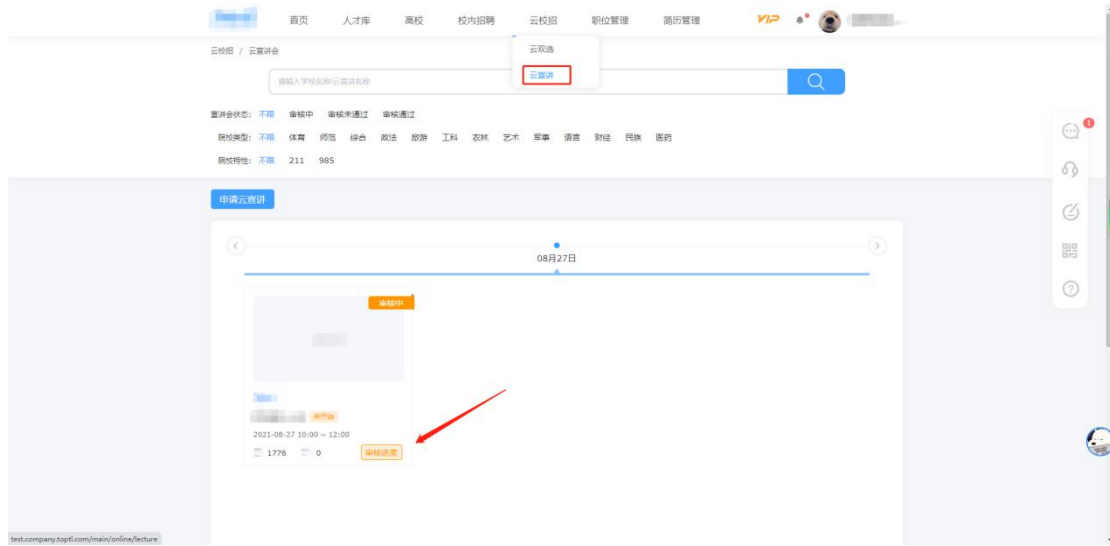 首页 人才库 高校 校内招聘 云校招 职位管理 简历管理 VIP
云双选
云宣讲
云校招 / 云宣讲会
请输入学校名称/云宣讲名称
宣讲会状态: 不限 审核中 审核未通过 审核通过
院校类型: 不限 体育 师范 综合 政法 旅游 工科 农林 艺术 军事 语言 财经 民族 医药
院校特性: 不限 211 985
1
申请云宣讲
08月27日
审核中
未开始
2021-08-27 10:00 ~ 12:00
1776 0 审核进度
test.company.toptl.com/main/online/lecture